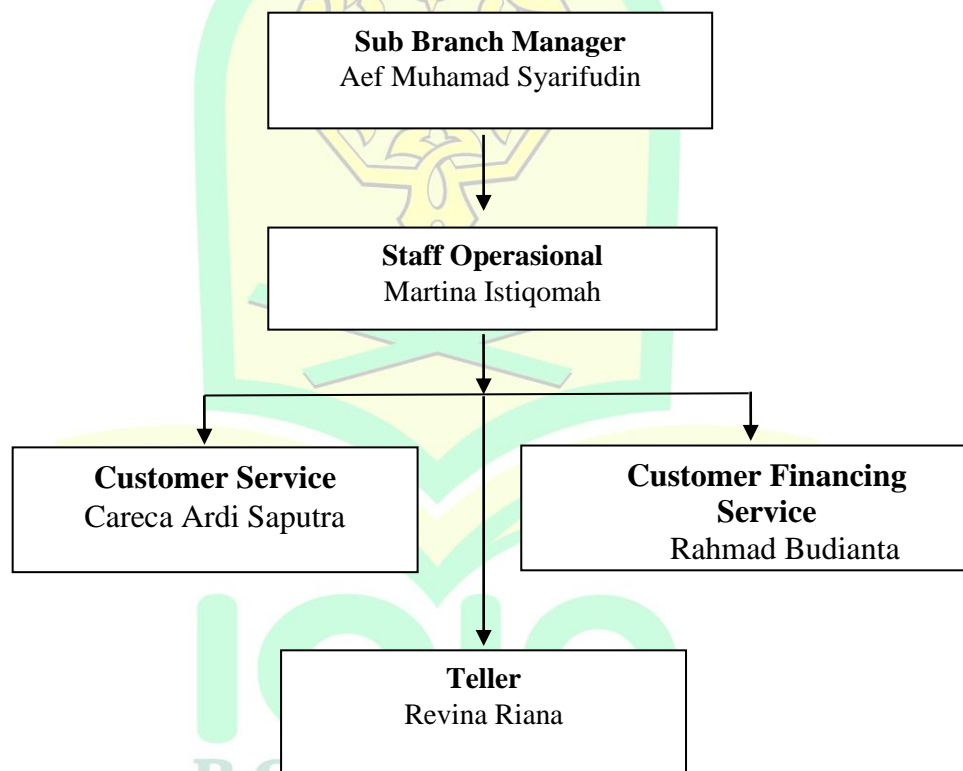 Sub Branch Manager
Aef Muhamad Syarifudin
Staff Operasional
Martina Istiqomah
Customer Service
Careca Ardi Saputra
Customer Financing
Service
Rahmad Budianta
Teller
Revina Riana